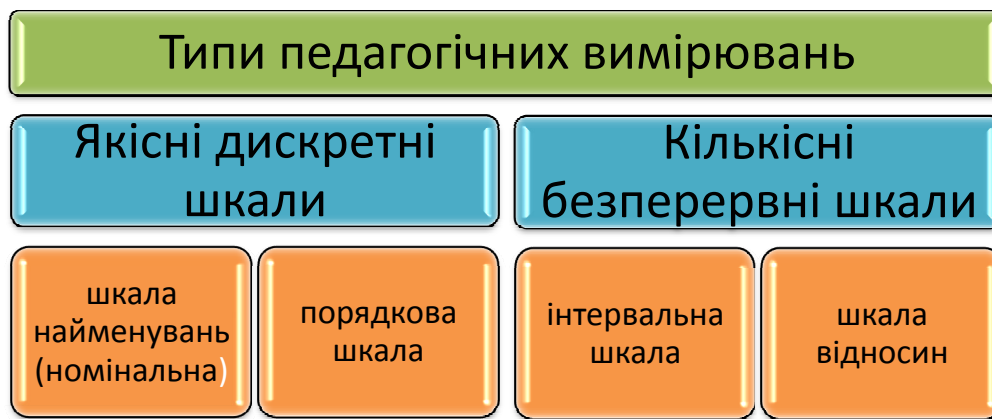 Типи педагогічних вимірювань
Якісні дискретні
шкали
Кількісні
безперервні шкали
шкала
найменувань
(номінальна)
порядкова
шкала
інтервальна
шкала
шкала
відносин